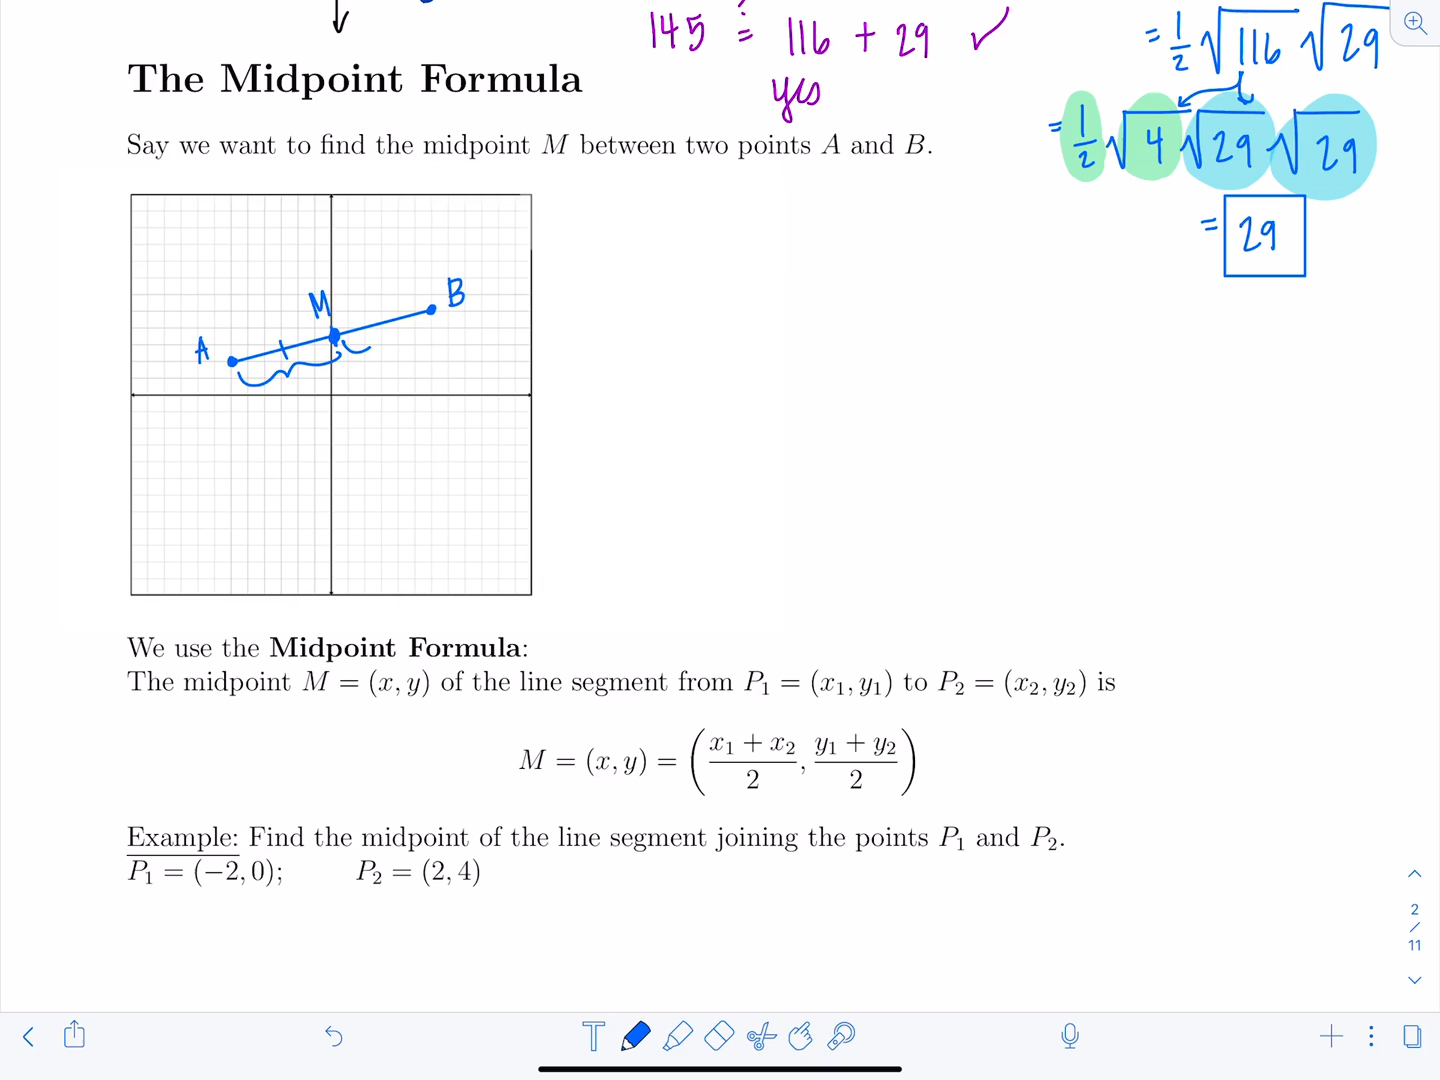 145 ≟ 116 + 29 ✓
yes
= 1/2 √116 √29
= 1/2 √4 √29 √29
= 29
The Midpoint Formula
Say we want to find the midpoint M between two points A and B.
A
M
B
We use the Midpoint Formula:
The midpoint M = (x, y) of the line segment from P₁ = (x₁, y₁) to P₂ = (x₂, y₂) is
M = (x, y) = ( (x₁ + x₂)/2 , (y₁ + y₂)/2 )
Example: Find the midpoint of the line segment joining the points P₁ and P₂.
P₁ = (−2, 0); P₂ = (2, 4)
2
/
11
T